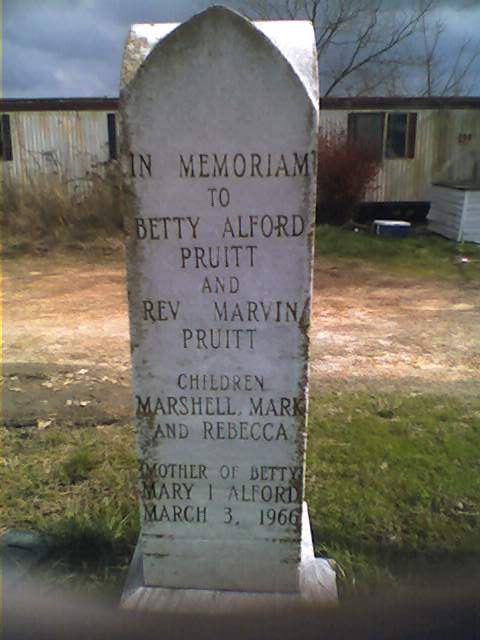 IN MEMORIAM
TO
BETTY ALFORD
PRUITT
AND
REV MARVIN
PRUITT
CHILDREN
MARSHELL, MARK
AND REBECCA
MOTHER OF BETTY
MARY I ALFORD
MARCH 3, 1966